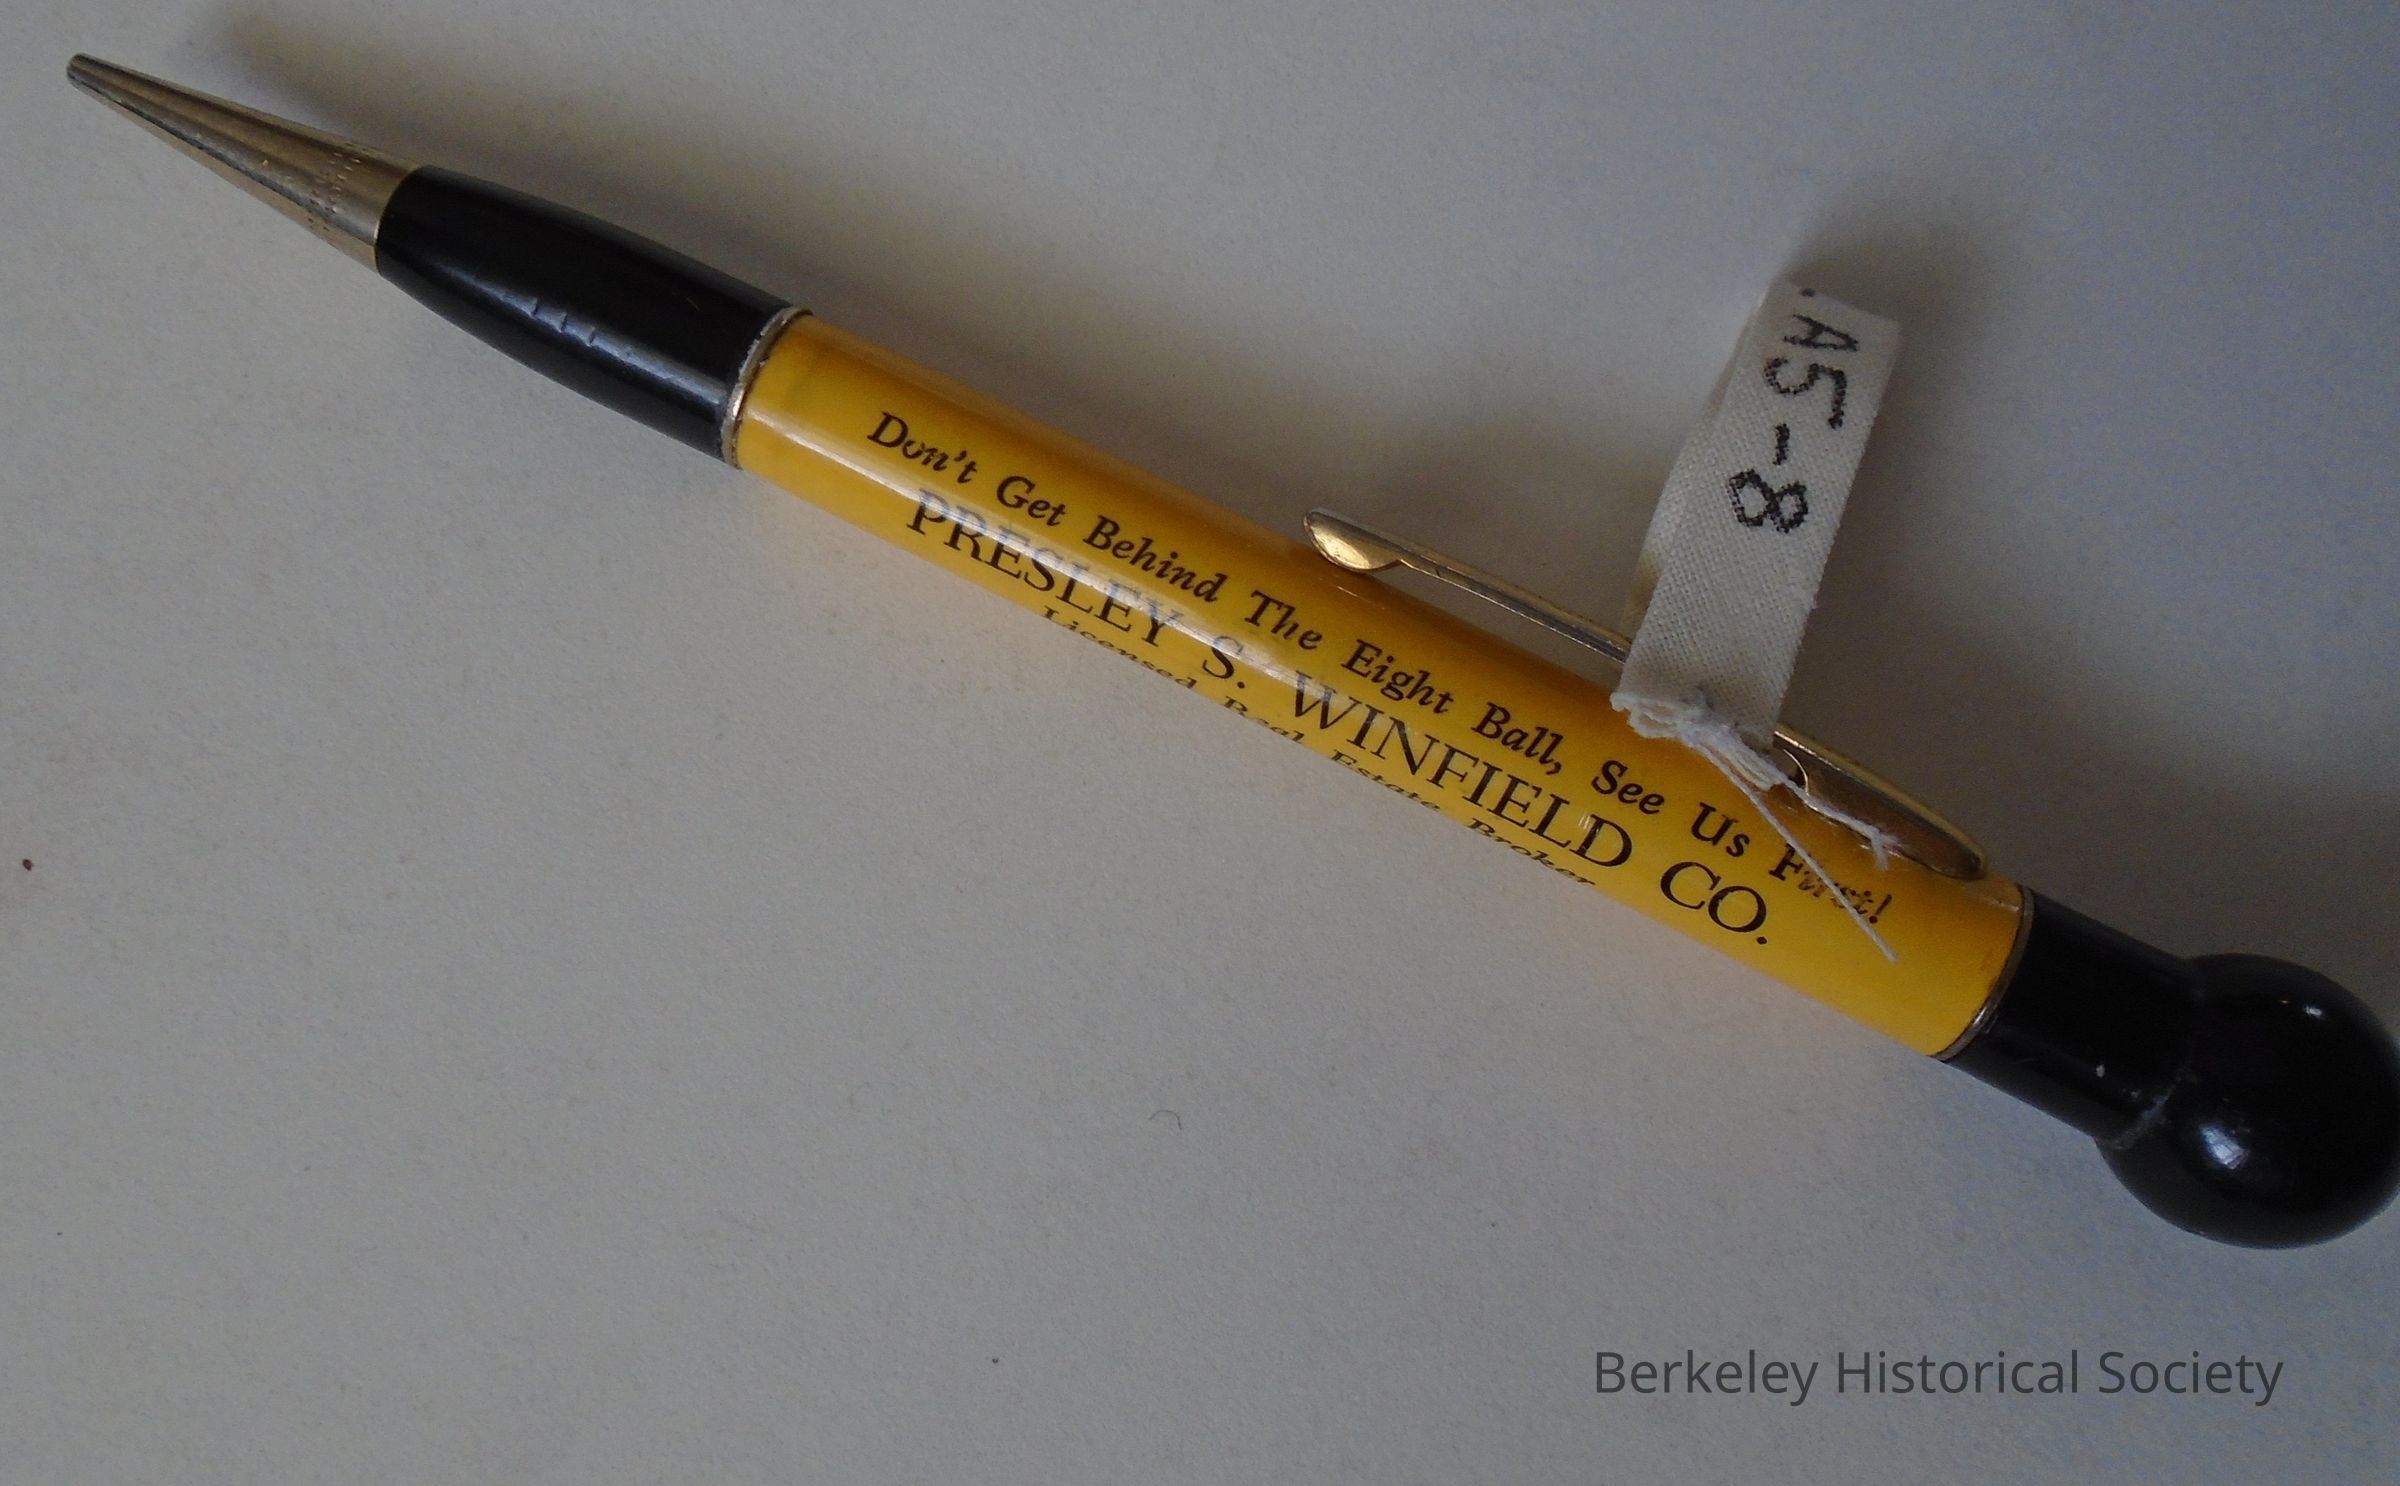 .A5-8
Don't Get Behind The Eight Ball, See Us First!
PRESLEY S. WINFIELD CO.
Licensed Real Estate Broker
Berkeley Historical Society